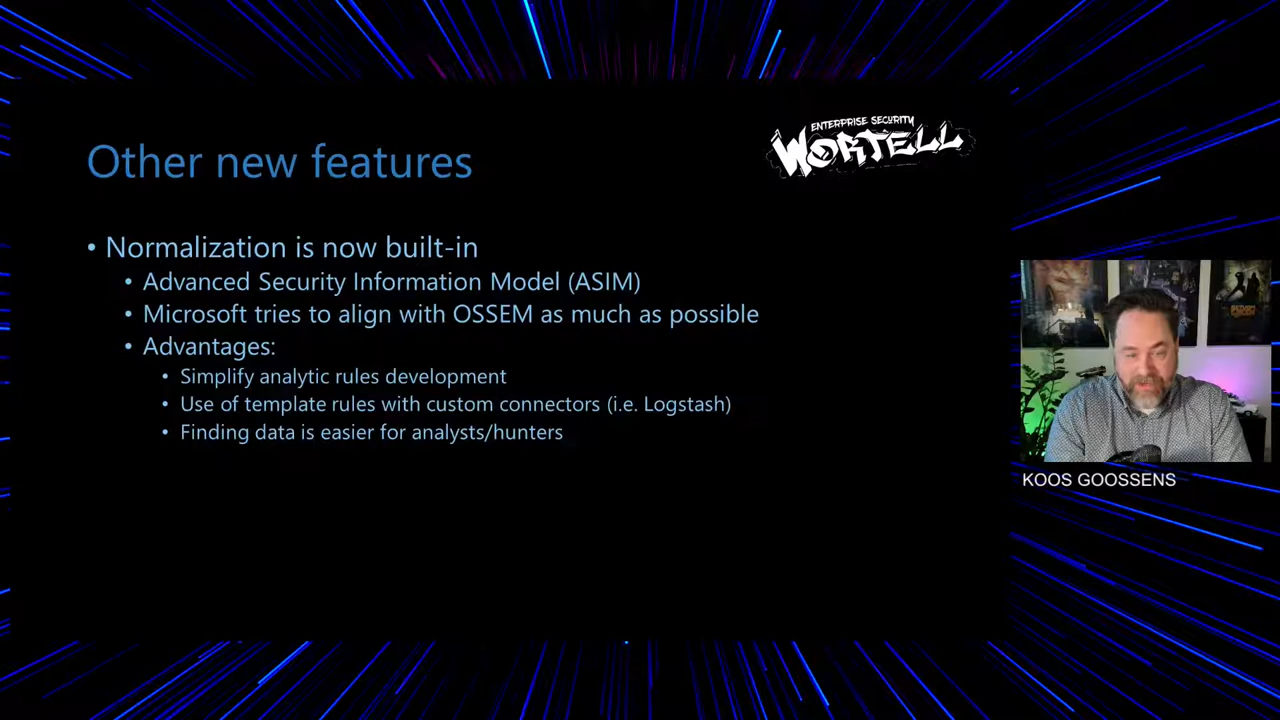 ENTERPRISE SECURITY
WORTELL
Other new features
• Normalization is now built-in
• Advanced Security Information Model (ASIM)
• Microsoft tries to align with OSSEM as much as possible
• Advantages:
• Simplify analytic rules development
• Use of template rules with custom connectors (i.e. Logstash)
• Finding data is easier for analysts/hunters
KOOS GOOSSENS